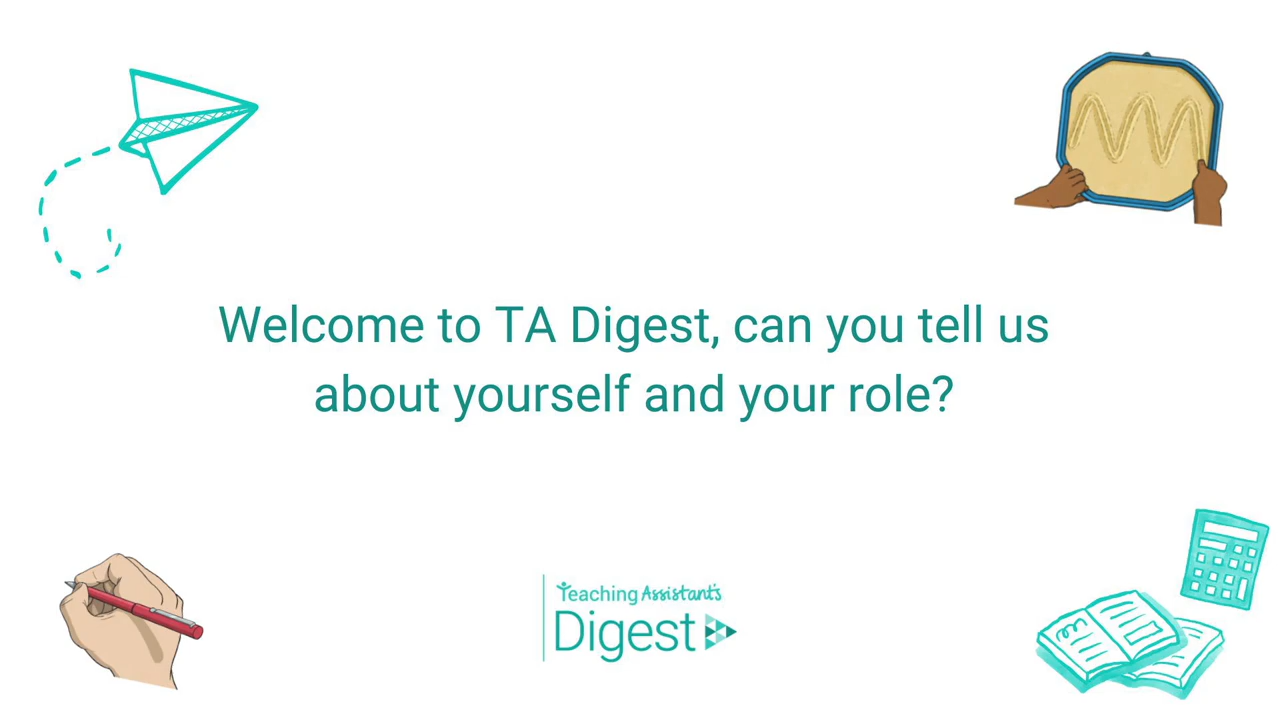 Welcome to TA Digest, can you tell us
about yourself and your role?
Teaching Assistant's
Digest